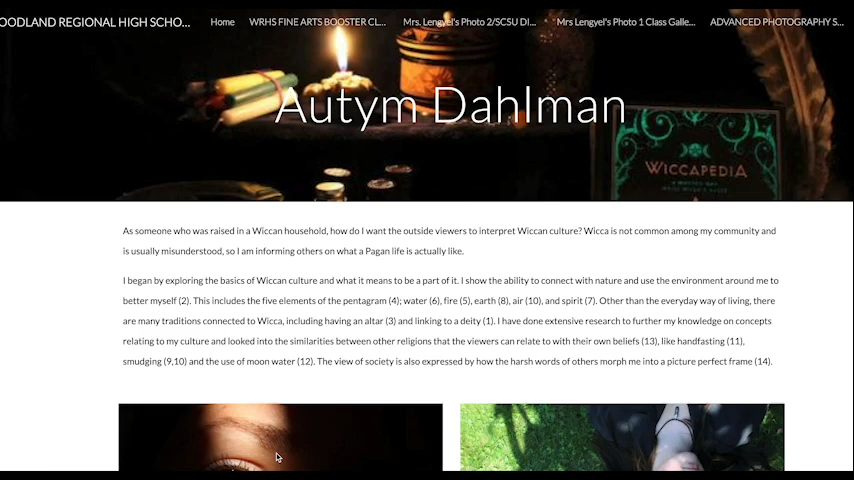 OODLAND REGIONAL HIGH SCHO... Home WRHS FINE ARTS BOOSTER CL... Mrs. Lengyel's Photo 2/SCSU DI... Mrs Lengyel's Photo 1 Class Galle... ADVANCED PHOTOGRAPHY S...
Autym Dahlman
WICCAPEDIA
As someone who was raised in a Wiccan household, how do I want the outside viewers to interpret Wiccan culture? Wicca is not common among my community and
is usually misunderstood, so I am informing others on what a Pagan life is actually like.
I began by exploring the basics of Wiccan culture and what it means to be a part of it. I show the ability to connect with nature and use the environment around me to
better myself (2). This includes the five elements of the pentagram (4); water (6), fire (5), earth (8), air (10), and spirit (7). Other than the everyday way of living, there
are many traditions connected to Wicca, including having an altar (3) and linking to a deity (1). I have done extensive research to further my knowledge on concepts
relating to my culture and looked into the similarities between other religions that the viewers can relate to with their own beliefs (13), like handfasting (11),
smudging (9,10) and the use of moon water (12). The view of society is also expressed by how the harsh words of others morph me into a picture perfect frame (14).